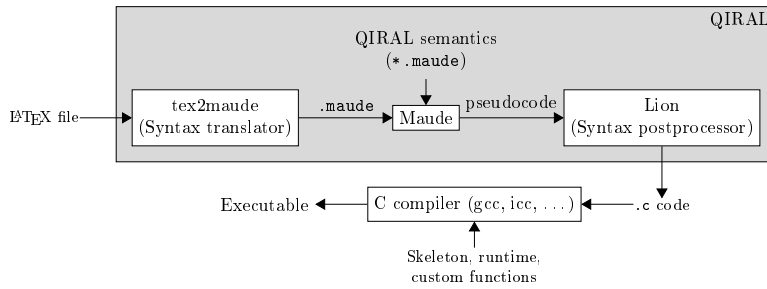 QIRAL
QIRAL semantics
(*.maude)
LATEX file
tex2maude
(Syntax translator)
.maude
Maude
pseudocode
Lion
(Syntax postprocessor)
Executable
C compiler (gcc, icc, ...)
.c code
Skeleton, runtime,
custom functions